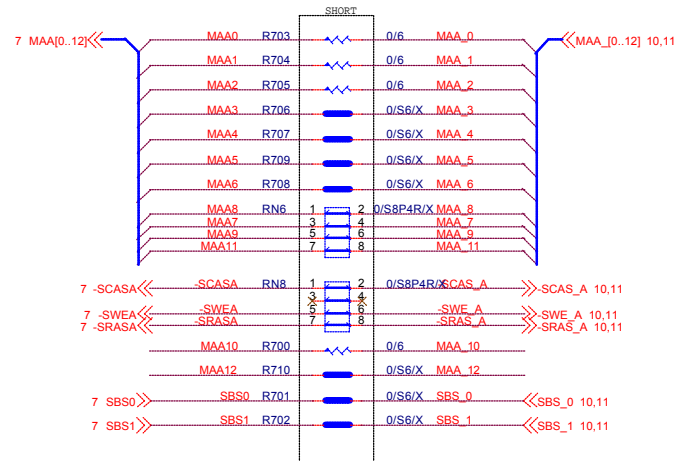 SHORT
7 MAA[0..12] MAA0 R703 0/6 MAA_0 MAA_[0..12] 10,11
MAA1 R704 0/6 MAA_1
MAA2 R705 0/6 MAA_2
MAA3 R706 0/S6/X MAA_3
MAA4 R707 0/S6/X MAA_4
MAA5 R709 0/S6/X MAA_5
MAA6 R708 0/S6/X MAA_6
MAA8 RN6 1 2 0/S8P4R/X MAA_8
MAA7 3 4 MAA_7
MAA9 5 6 MAA_9
MAA11 7 8 MAA_11
7 -SCASA -SCASA RN8 1 2 0/S8P4R/X -SCAS_A -SCAS_A 10,11
3 4
7 -SWEA -SWEA 5 6 -SWE_A -SWE_A 10,11
7 -SRASA -SRASA 7 8 -SRAS_A -SRAS_A 10,11
MAA10 R700 0/6 MAA_10
MAA12 R710 0/S6/X MAA_12
7 SBS0 SBS0 R701 0/S6/X SBS_0 SBS_0 10,11
7 SBS1 SBS1 R702 0/S6/X SBS_1 SBS_1 10,11